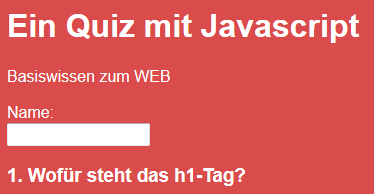 Ein Quiz mit Javascript
Basiswissen zum WEB
Name:
1. Wofür steht das h1-Tag?